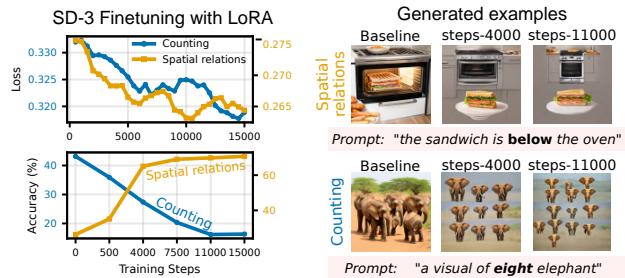 SD-3 Finetuning with LoRA
Counting
Spatial relations
Loss
0.330
0.325
0.320
0.275
0.270
0.265
0
5000
10000
15000
Accuracy (%)
40
30
20
60
40
Spatial relations
Counting
0
500
4000
7500
11000
15000
Training Steps
Generated examples
Baseline
steps-4000
steps-11000
Spatial
relations
Prompt: "the sandwich is below the oven"
Baseline
steps-4000
steps-11000
Counting
Prompt: "a visual of eight elephant"